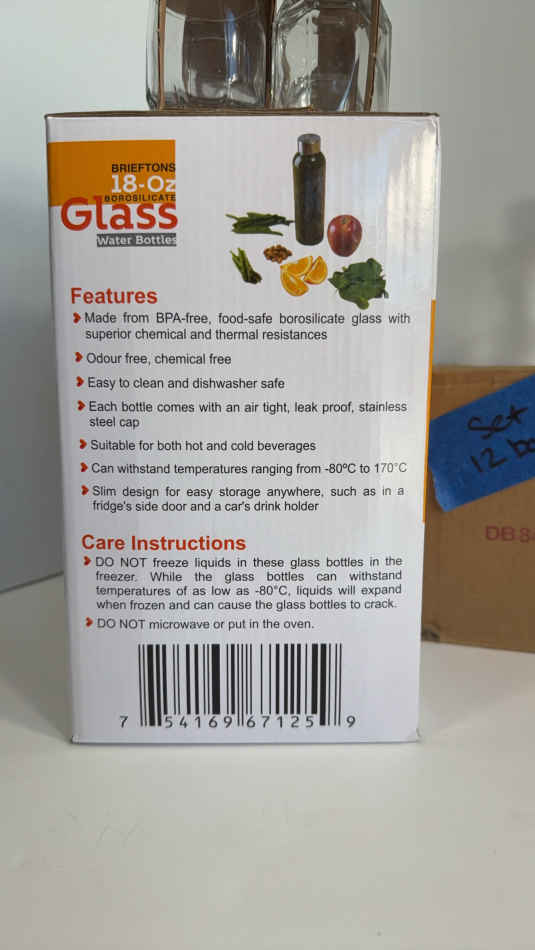 BRIEFTONS
18-Oz
BOROSILICATE
Glass
Water Bottles
Features
Made from BPA-free, food-safe borosilicate glass with
superior chemical and thermal resistances
Odour free, chemical free
Easy to clean and dishwasher safe
Each bottle comes with an air tight, leak proof, stainless
steel cap
Suitable for both hot and cold beverages
Can withstand temperatures ranging from -80ºC to 170°C
Slim design for easy storage anywhere, such as in a
fridge's side door and a car's drink holder
Care Instructions
DO NOT freeze liquids in these glass bottles in the
freezer. While the glass bottles can withstand
temperatures of as low as -80°C, liquids will expand
when frozen and can cause the glass bottles to crack.
DO NOT microwave or put in the oven.
7 54169 67125 9
Set
12